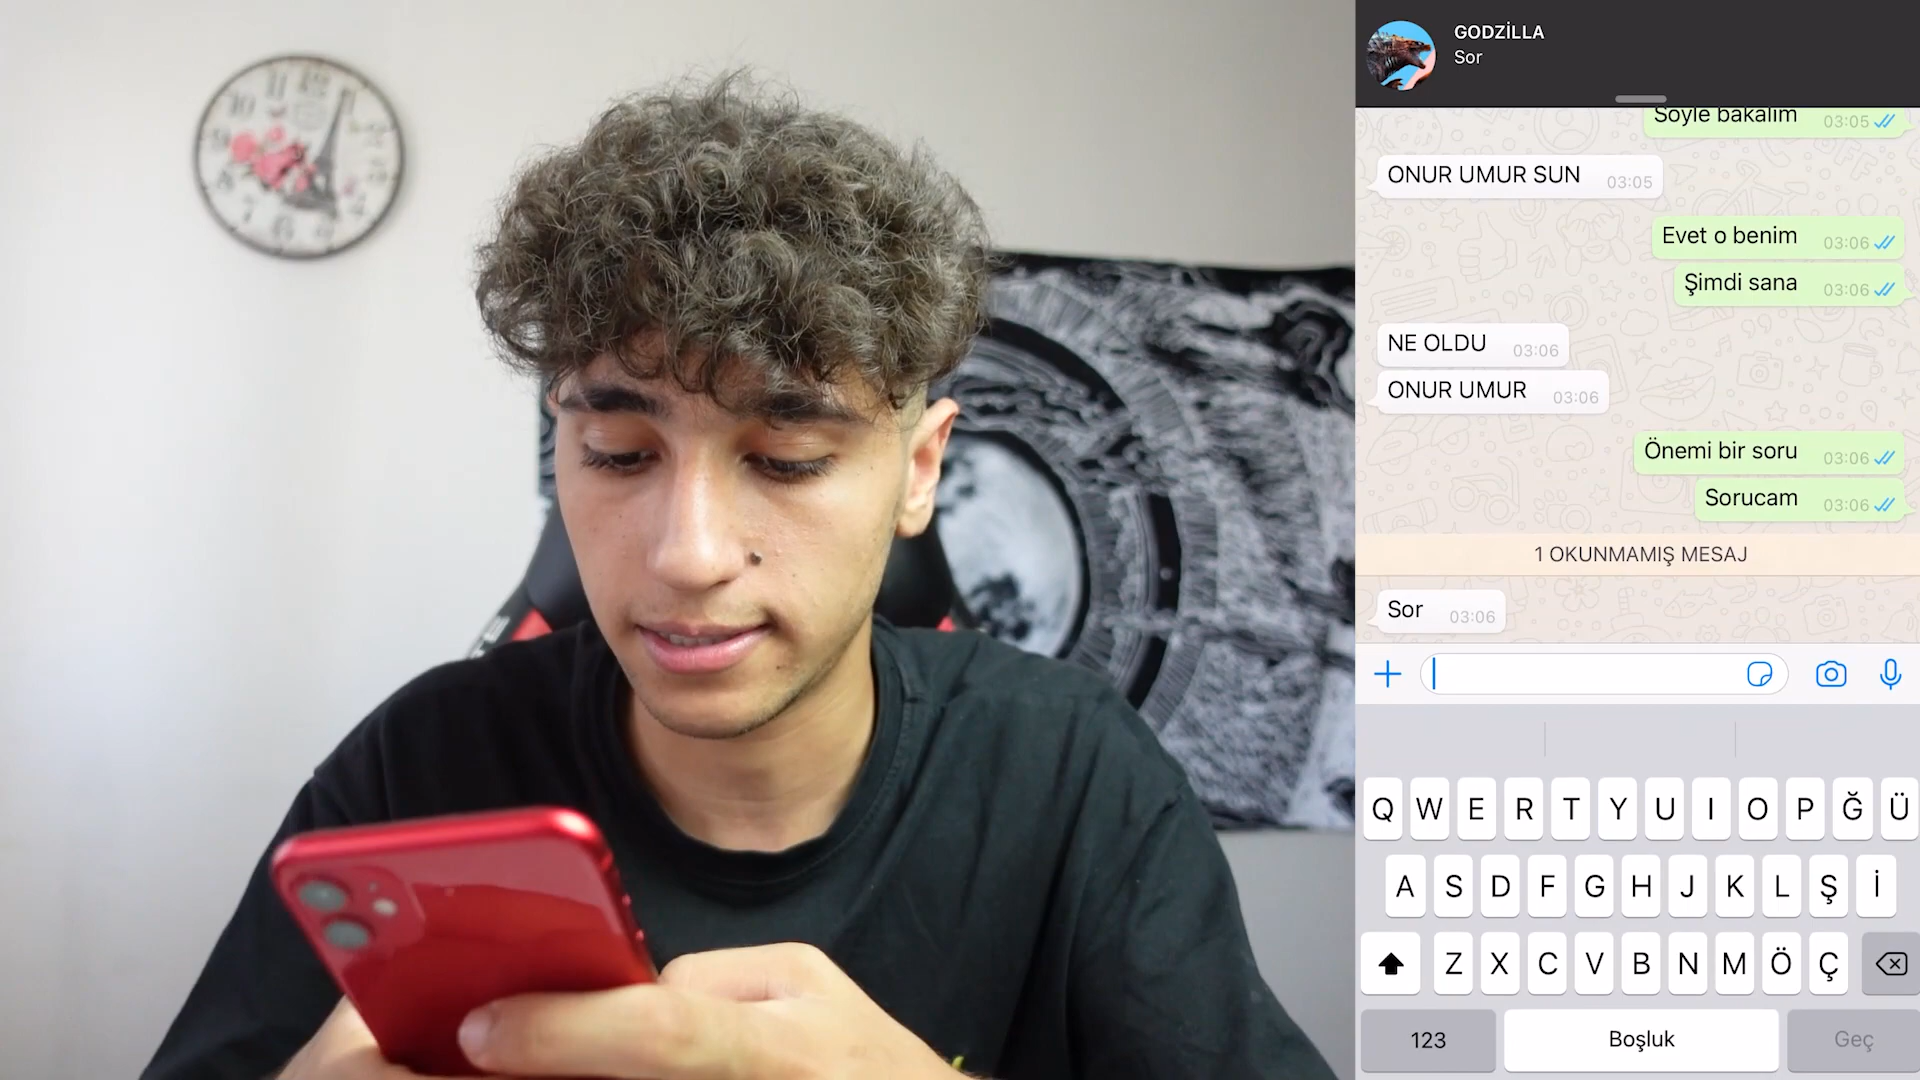 GODZİLLA
Sor
Söyle bakalım 03:05
ONUR UMUR SUN 03:05
Evet o benim 03:06
Şimdi sana 03:06
NE OLDU 03:06
ONUR UMUR 03:06
Önemi bir soru 03:06
Sorucam 03:06
1 OKUNMAMIŞ MESAJ
Sor 03:06
Q W E R T Y U I O P Ğ Ü
A S D F G H J K L Ş İ
Z X C V B N M Ö Ç
123 Boşluk Geç